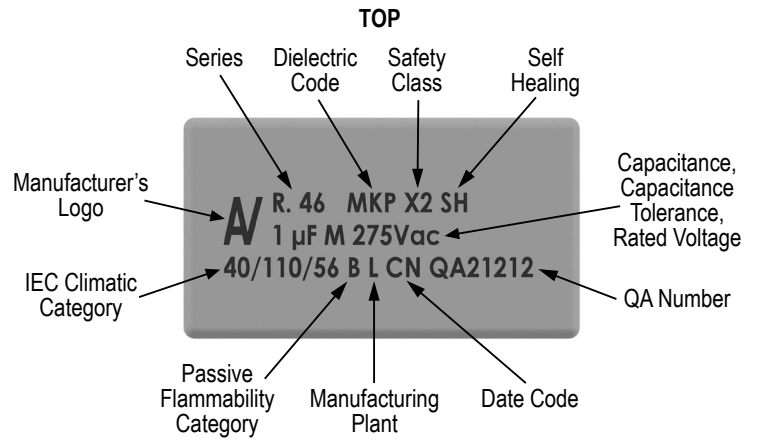 TOP
Series
Dielectric
Code
Safety
Class
Self
Healing
Manufacturer's
Logo
R. 46 MKP X2 SH
1 µF M 275Vac
40/110/56 B L CN QA21212
Capacitance,
Capacitance
Tolerance,
Rated Voltage
IEC Climatic
Category
QA Number
Passive
Flammability
Category
Manufacturing
Plant
Date Code